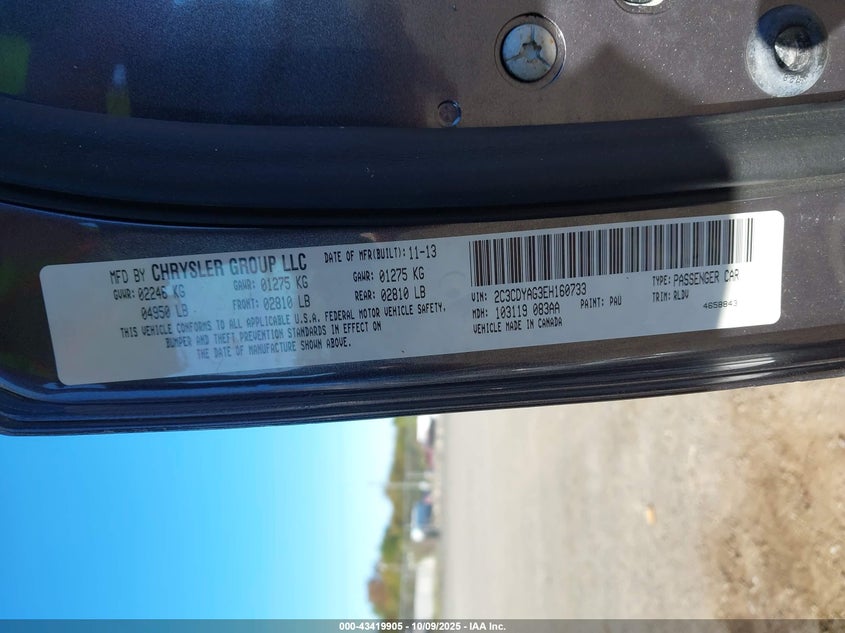 MFD BY CHRYSLER GROUP LLC
DATE OF MFR(BUILT): 11-13
GVWR: 02246 KG
GAWR: 01275 KG
GAWR: 01275 KG
04950 LB
FRONT: 02810 LB
REAR: 02810 LB
THIS VEHICLE CONFORMS TO ALL APPLICABLE U.S.A. FEDERAL MOTOR VEHICLE SAFETY,
BUMPER AND THEFT PREVENTION STANDARDS IN EFFECT ON
THE DATE OF MANUFACTURE SHOWN ABOVE.
VIN: 2C3CDYAG3EH160733
TYPE: PASSENGER CAR
MDH: 103119 083AA
PAINT: PAU
TRIM: RLDV
VEHICLE MADE IN CANADA
4658843
000-43419905 - 10/09/2025 - IAA Inc.